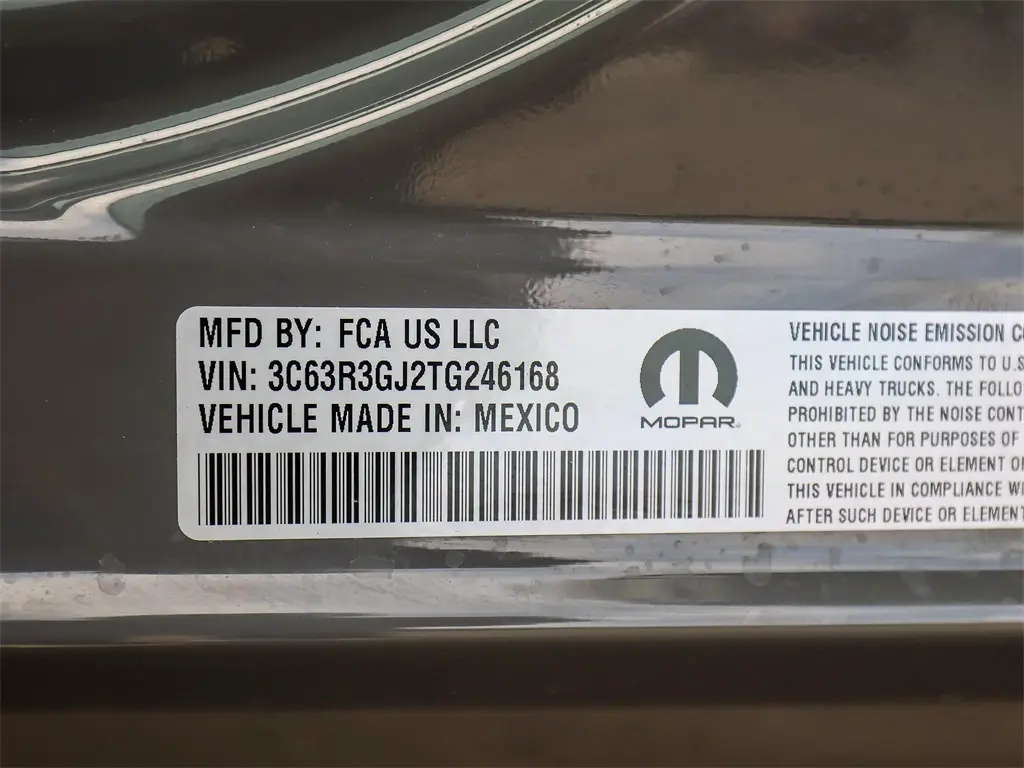 MFD BY: FCA US LLC
VIN: 3C63R3GJ2TG246168
VEHICLE MADE IN: MEXICO
MOPAR
VEHICLE NOISE EMISSION
THIS VEHICLE CONFORMS TO U.S
AND HEAVY TRUCKS. THE
PROHIBITED BY THE NOISE
OTHER THAN FOR PURPOSES OF
CONTROL DEVICE OR ELEMENT
THIS VEHICLE IN COMPLIANCE
AFTER SUCH DEVICE OR ELEMENT